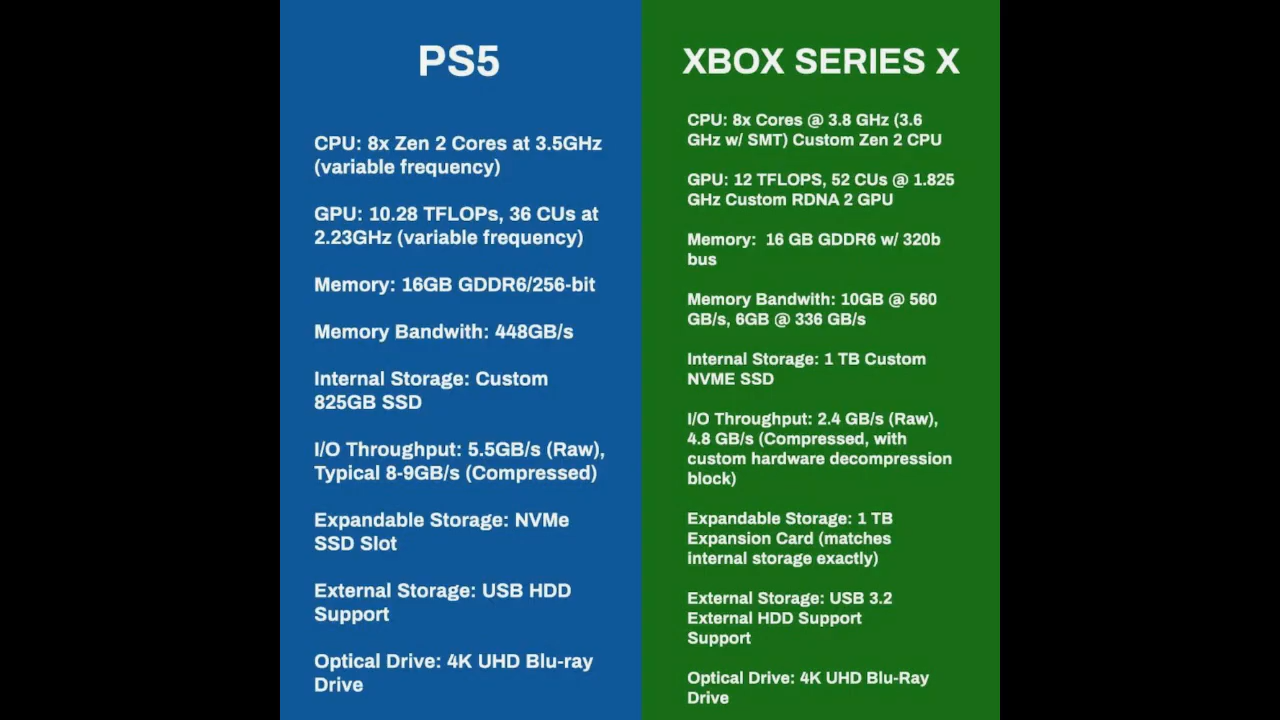 PS5
CPU: 8x Zen 2 Cores at 3.5GHz
(variable frequency)
GPU: 10.28 TFLOPs, 36 CUs at
2.23GHz (variable frequency)
Memory: 16GB GDDR6/256-bit
Memory Bandwith: 448GB/s
Internal Storage: Custom
825GB SSD
I/O Throughput: 5.5GB/s (Raw),
Typical 8-9GB/s (Compressed)
Expandable Storage: NVMe
SSD Slot
External Storage: USB HDD
Support
Optical Drive: 4K UHD Blu-ray
Drive
XBOX SERIES X
CPU: 8x Cores @ 3.8 GHz (3.6
GHz w/ SMT) Custom Zen 2 CPU
GPU: 12 TFLOPS, 52 CUs @ 1.825
GHz Custom RDNA 2 GPU
Memory:  16 GB GDDR6 w/ 320b
bus
Memory Bandwith: 10GB @ 560
GB/s, 6GB @ 336 GB/s
Internal Storage: 1 TB Custom
NVME SSD
I/O Throughput: 2.4 GB/s (Raw),
4.8 GB/s (Compressed, with
custom hardware decompression
block)
Expandable Storage: 1 TB
Expansion Card (matches
internal storage exactly)
External Storage: USB 3.2
External HDD Support
Support
Optical Drive: 4K UHD Blu-Ray
Drive